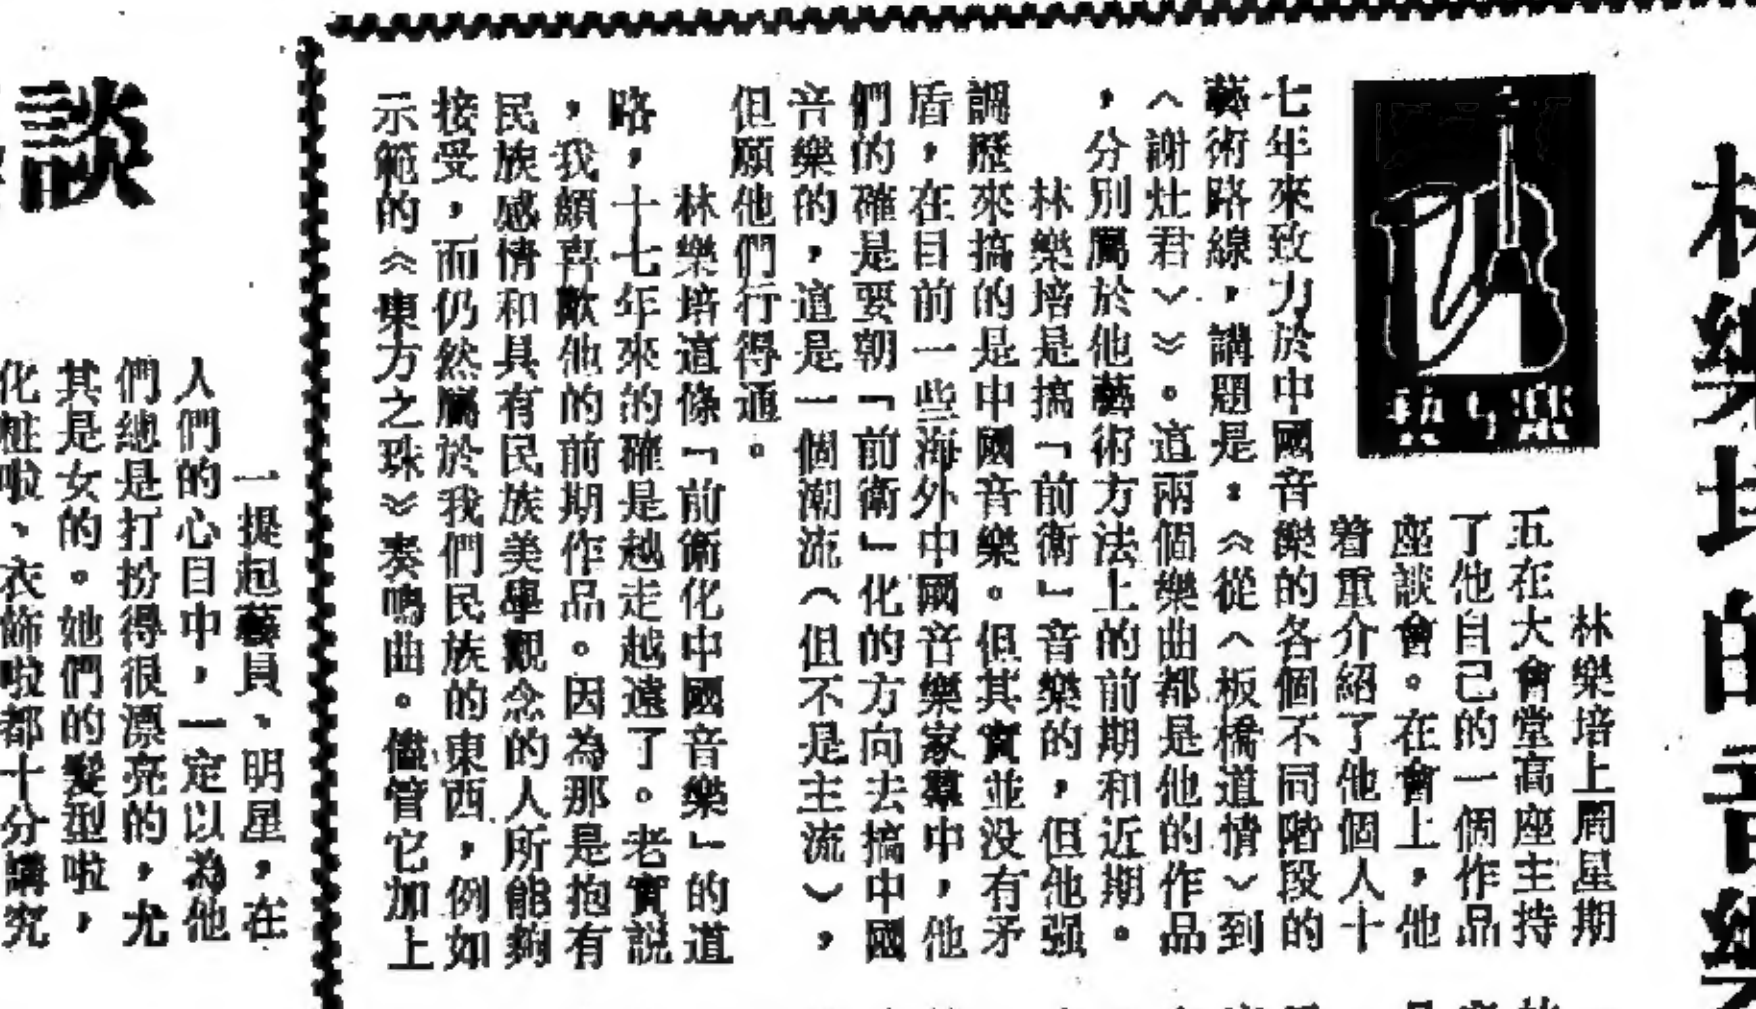 林樂培的音樂
林樂培上周星期
五在大會堂高座主持
了他自己的一個作品
座談會。在會上，他
着重介紹了他個人十
七年來致力於中國音樂的各個不同階段的
藝術路線，講題是：《從〈板橋道情〉到
〈謝灶君〉》。這兩個樂曲都是他的作品
，分別屬於他藝術方法上的前期和近期。
林樂培是搞「前衛」音樂的，但他强
調歷來搞的是中國音樂。但其實並没有矛
盾，在目前一些海外中國音樂家羣中，他
們的確是要朝「前衛」化的方向去搞中國
音樂的，這是一個潮流（但不是主流），
但願他們行得通。
林樂培這條「前衛化中國音樂」的道
路，十七年來的確是越走越遠了。老實説
，我頗喜歡他的前期作品。因為那是抱有
民族感情和具有民族美學觀念的人所能夠
接受，而仍然屬於我們民族的東西，例如
示範的《東方之珠》奏鳴曲。儘管它加上
談
一提起藝員、明星，在
人們的心目中，一定以為他
們總是打扮得很漂亮的，尤
其是女的。她們的髮型啦，
化粧啦、衣飾啦都十分講究